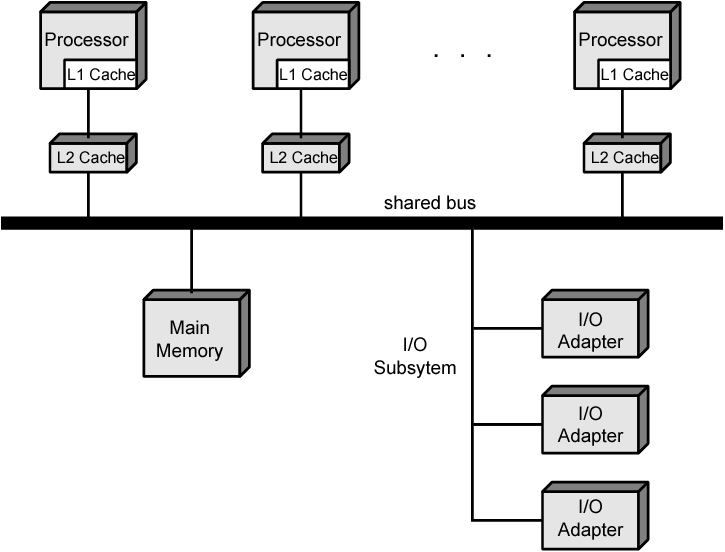 Processor
L1 Cache
Processor
L1 Cache
. . .
Processor
L1 Cache
L2 Cache
L2 Cache
L2 Cache
shared bus
Main
Memory
I/O
Subsytem
I/O
Adapter
I/O
Adapter
I/O
Adapter